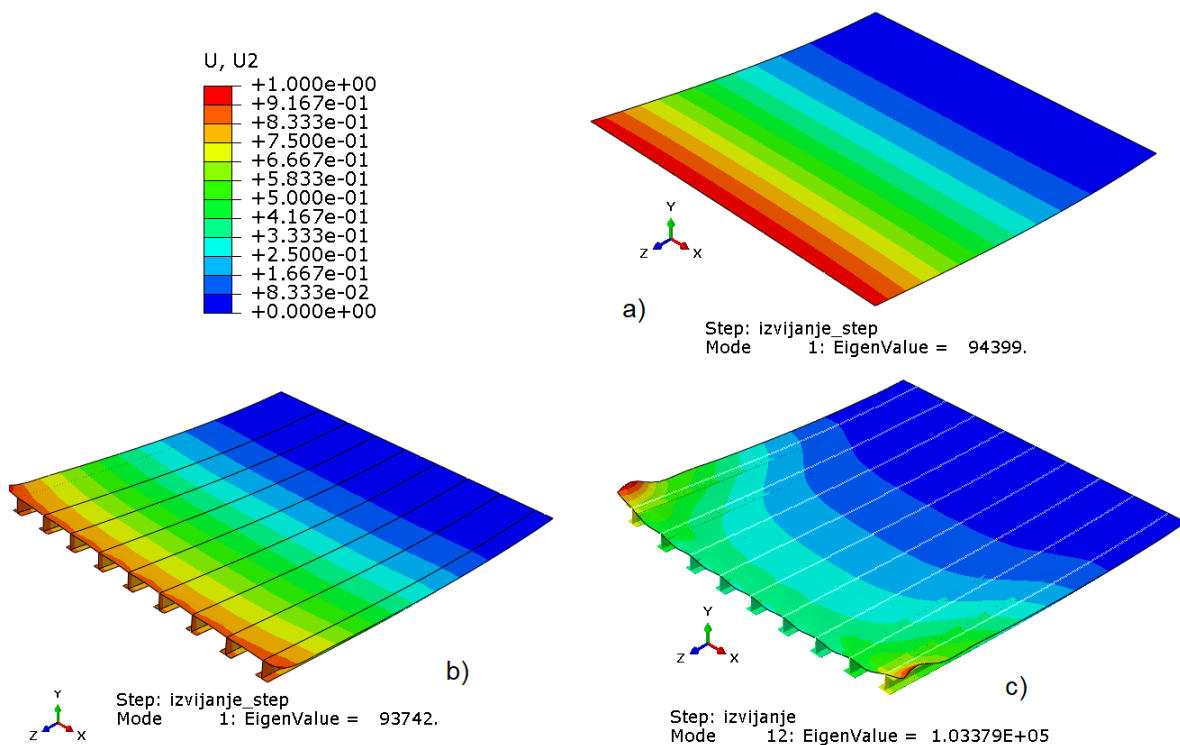 U, U2
+1.000e+00
+9.167e-01
+8.333e-01
+7.500e-01
+6.667e-01
+5.833e-01
+5.000e-01
+4.167e-01
+3.333e-01
+2.500e-01
+1.667e-01
+8.333e-02
+0.000e+00
Y
Z X
a)
Step: izvijanje_step
Mode 1: EigenValue = 94399.
b)
Y
Z X
Step: izvijanje_step
Mode 1: EigenValue = 93742.
Y
Z X
c)
Step: izvijanje
Mode 12: EigenValue = 1.03379E+05